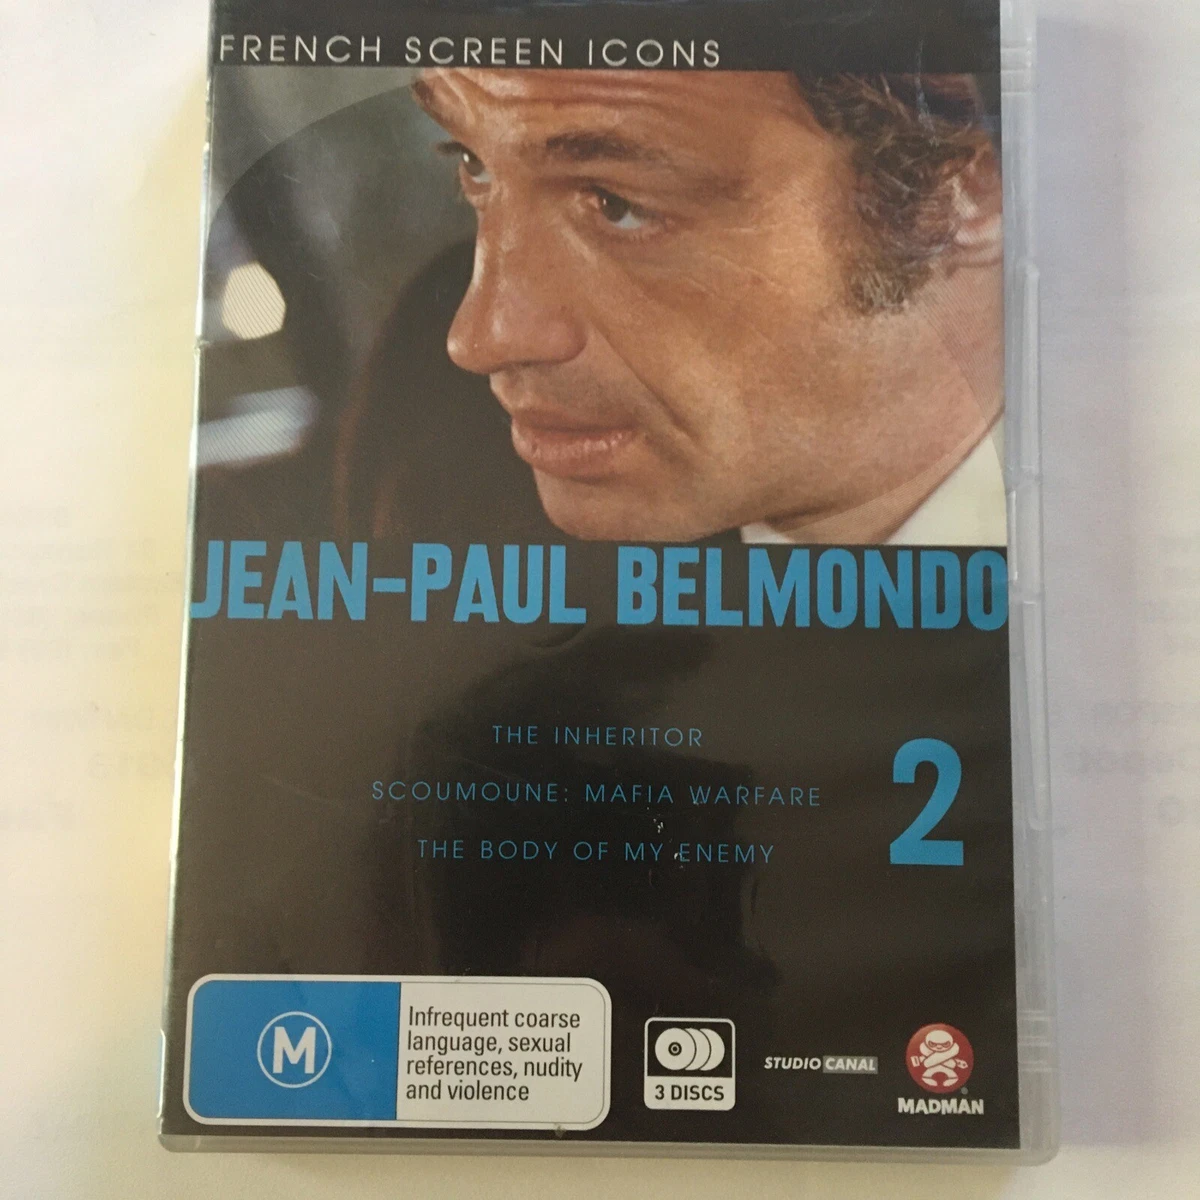 FRENCH SCREEN ICONS
JEAN-PAUL BELMONDO
THE INHERITOR
SCOUMOUNE: MAFIA WARFARE
THE BODY OF MY ENEMY
2
M
Infrequent coarse
language, sexual
references, nudity
and violence
3 DISCS
STUDIO CANAL
MADMAN